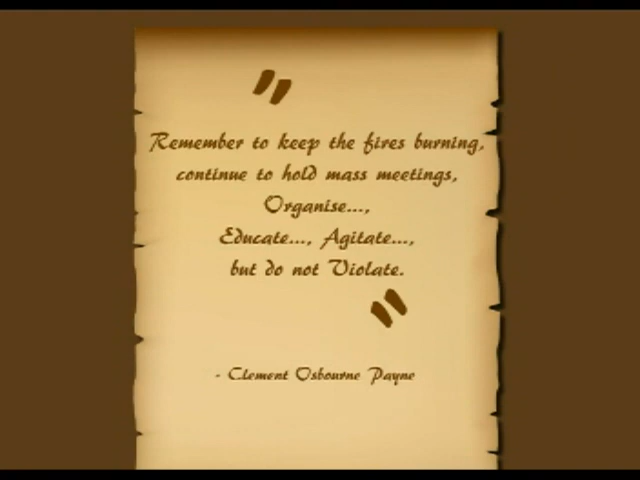 "
Remember to keep the fires burning,
continue to hold mass meetings,
Organise...,
Educate..., Agitate...,
but do not Violate.
"
- Clement Osbourne Payne